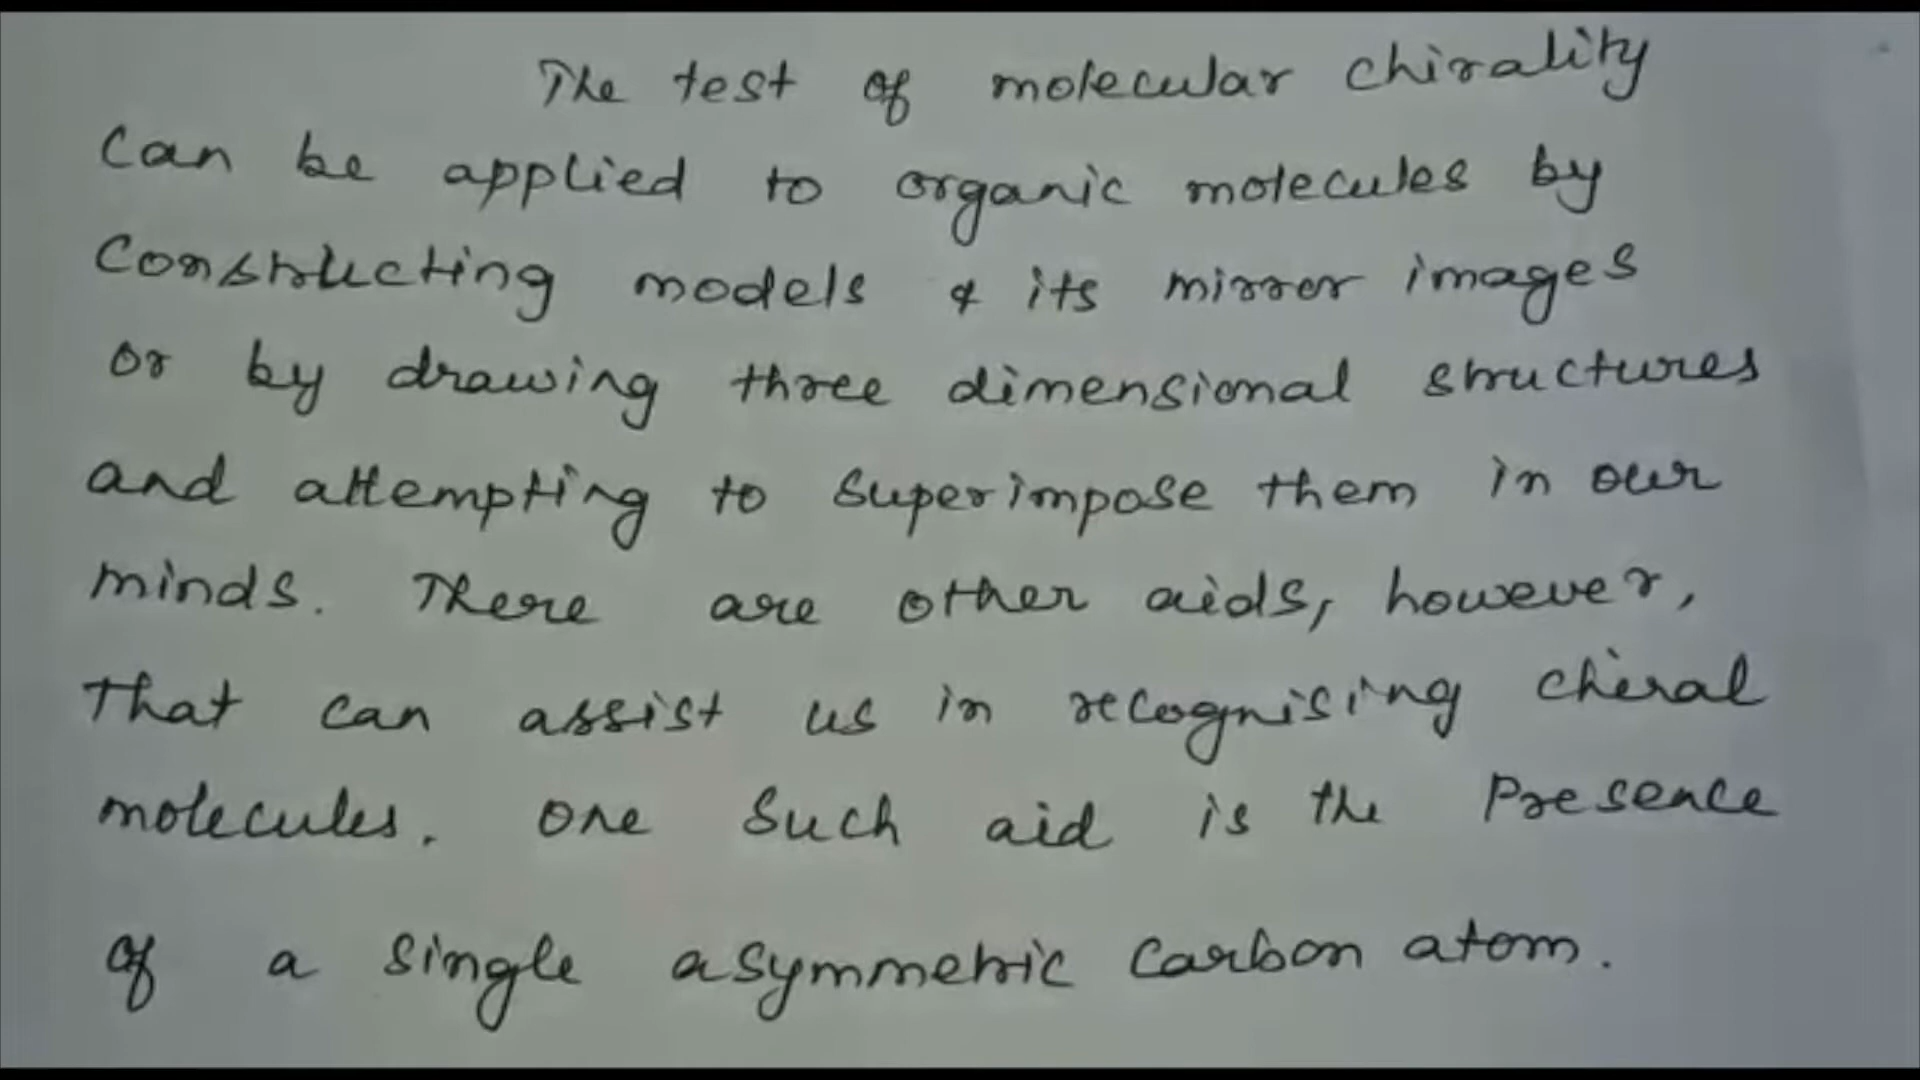 The test of molecular chirality
can be applied to organic molecules by
constructing models & its mirror images
or by drawing three dimensional structures
and attempting to superimpose them in our
minds. There are other aids, however,
that can assist us in recognising chiral
molecules. One such aid is the presence
of a single asymmetric carbon atom.